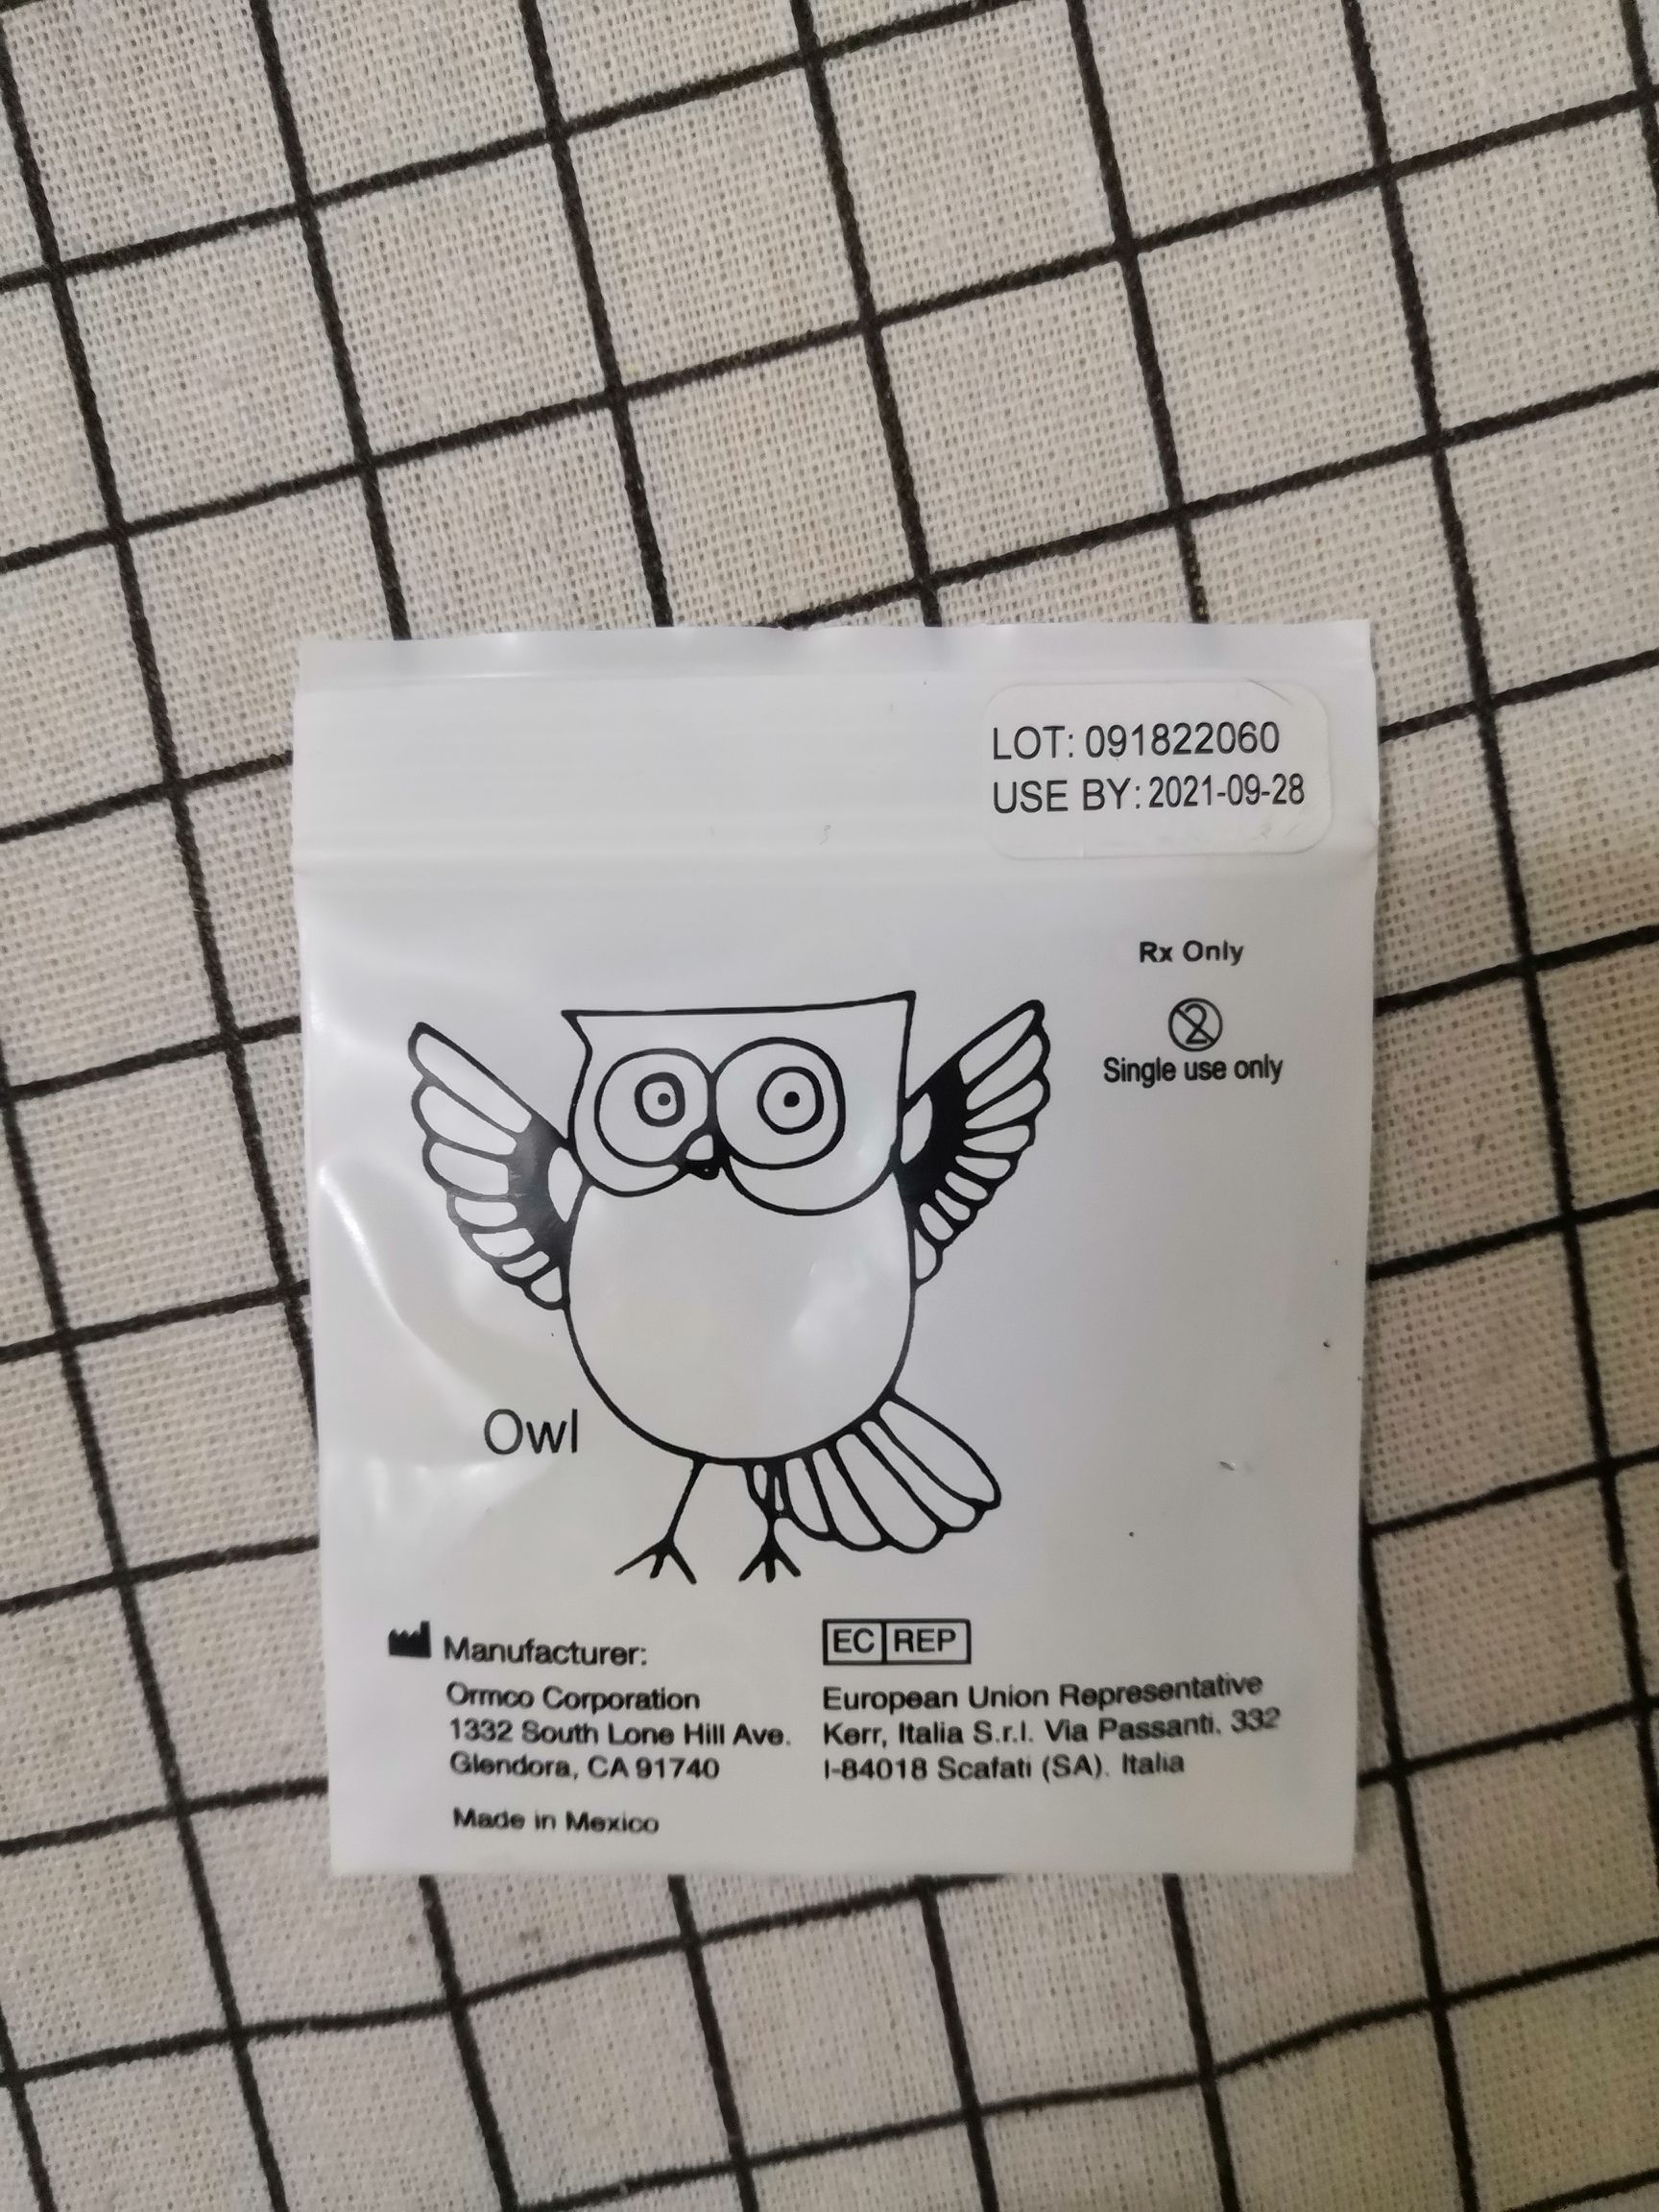 LOT: 091822060
USE BY: 2021-09-28
Rx Only
2
Single use only
Owl
Manufacturer:
Ormco Corporation
1332 South Lone Hill Ave.
Glendora, CA 91740
Made in Mexico
EC REP
European Union Representative
Kerr, Italia S.r.l. Via Passanti, 332
I-84018 Scafati (SA), Italia